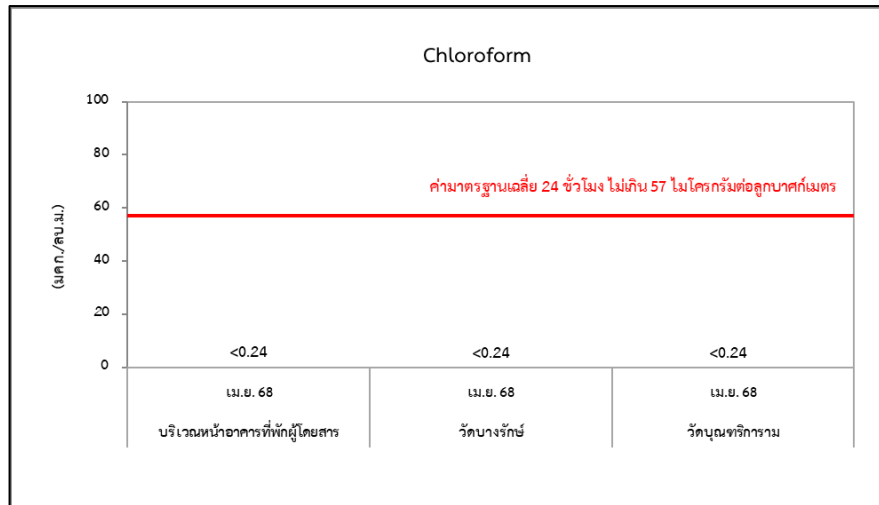 Chloroform
100
80
ค่ามาตรฐานเฉลี่ย 24 ชั่วโมง ไม่เกิน 57 ไมโครกรัมต่อลูกบาศก์เมตร
60
(มคก./ลบ.ม.)
40
20
<0.24 <0.24 <0.24
0
เม.ย. 68 เม.ย. 68 เม.ย. 68
บริเวณหน้าอาคารที่พักผู้โดยสาร วัดบางรักษ์ วัดบุณฑริการาม